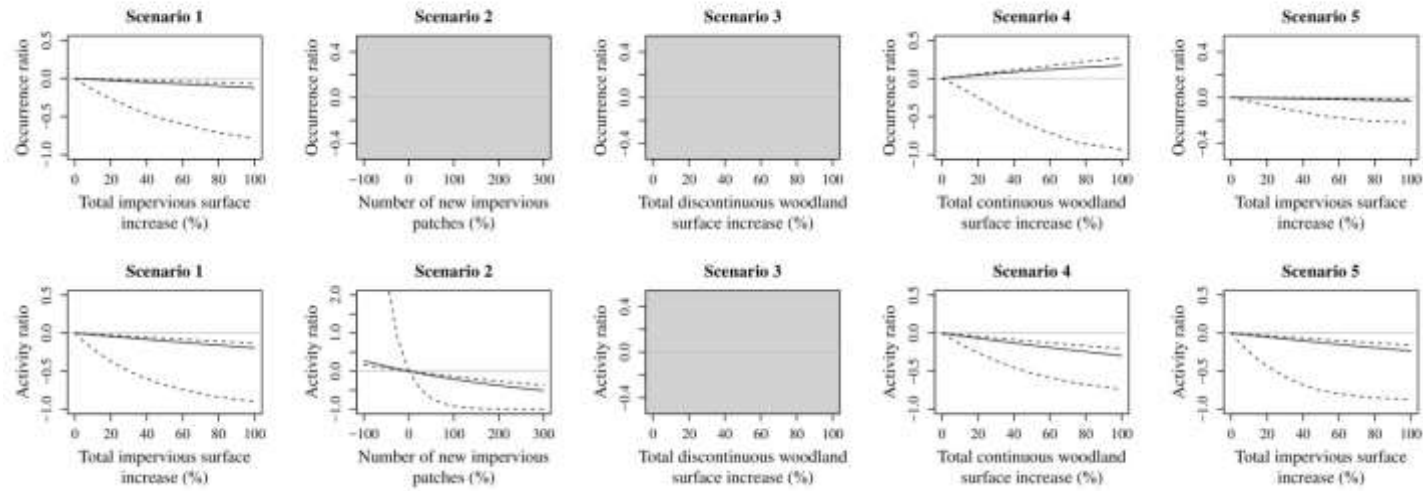 Scenario 1
Scenario 2
Scenario 3
Scenario 4
Scenario 5
Occurrence ratio
0.5
0.0
−0.5
−1.0
0 20 40 60 80 100
Total impervious surface
increase (%)
Occurrence ratio
0.4
0.0
−0.4
−100 0 100 200 300
Number of new impervious
patches (%)
Occurrence ratio
0.4
0.0
−0.4
0 20 40 60 80 100
Total discontinuous woodland
surface increase (%)
Occurrence ratio
0.5
0.0
−0.5
−1.0
0 20 40 60 80 100
Total continuous woodland
surface increase (%)
Occurrence ratio
0.4
0.0
−0.4
0 20 40 60 80 100
Total impervious surface
increase (%)
Scenario 1
Scenario 2
Scenario 3
Scenario 4
Scenario 5
Activity ratio
0.5
0.0
−0.5
−1.0
0 20 40 60 80 100
Total impervious surface
increase (%)
Activity ratio
2.0
1.0
0.0
−1.0
−100 0 100 200 300
Number of new impervious
patches (%)
Activity ratio
0.4
0.0
−0.4
0 20 40 60 80 100
Total discontinuous woodland
surface increase (%)
Activity ratio
0.5
0.0
−0.5
−1.0
0 20 40 60 80 100
Total continuous woodland
surface increase (%)
Activity ratio
0.5
0.0
−0.5
−1.0
0 20 40 60 80 100
Total impervious surface
increase (%)